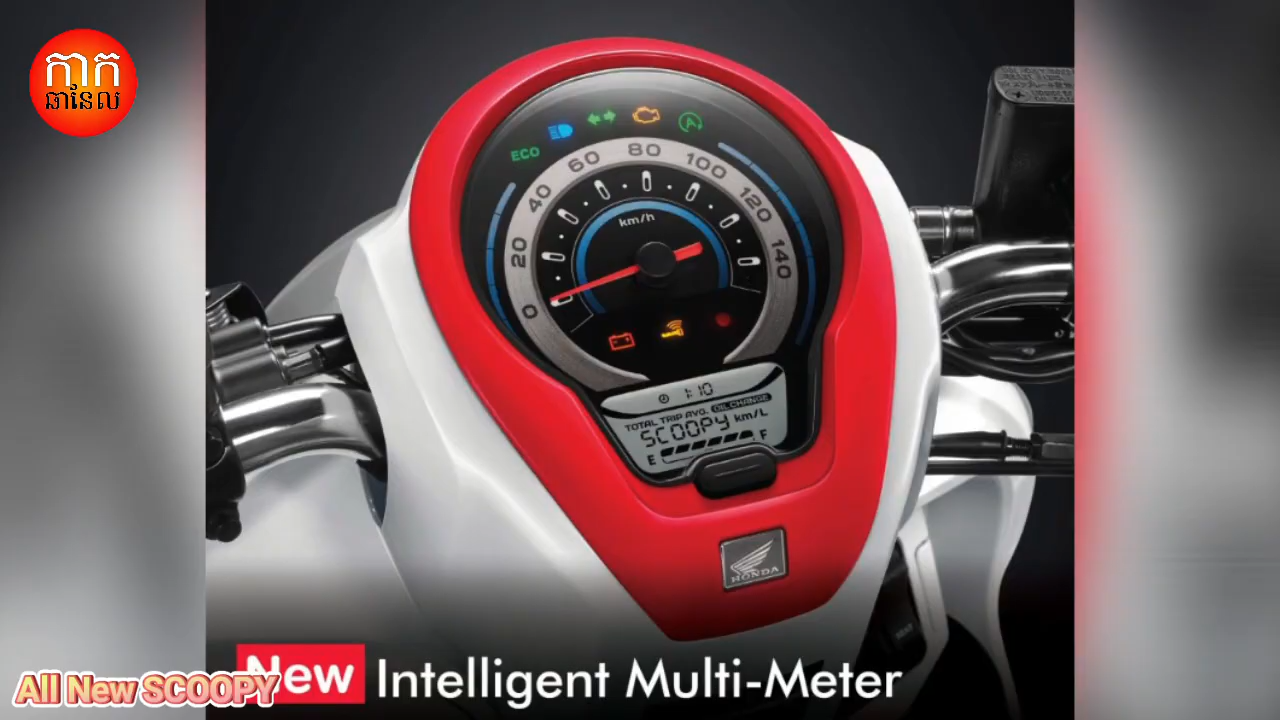 កាក
ឆានែល
ECO
0
20
40
60
80
100
120
140
km/h
1:10
TOTAL TRIP AVG. OIL CHANGE
SCOOPY km/L
E F
HONDA
New Intelligent Multi-Meter
All New SCOOPY